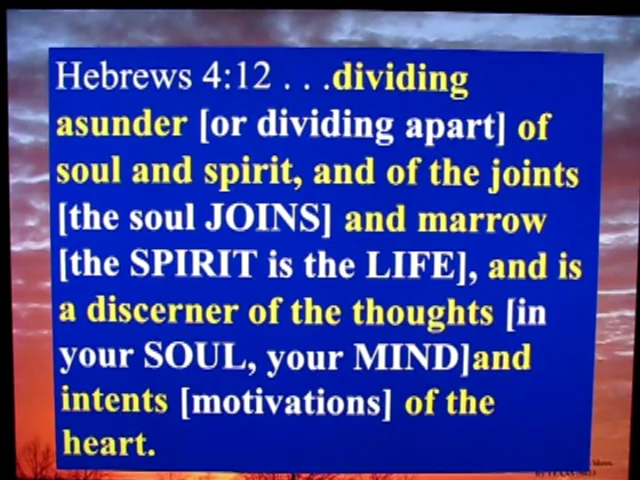 Hebrews 4:12 . . .dividing
asunder [or dividing apart] of
soul and spirit, and of the joints
[the soul JOINS] and marrow
[the SPIRIT is the LIFE], and is
a discerner of the thoughts [in
your SOUL, your MIND]and
intents [motivations] of the
heart.